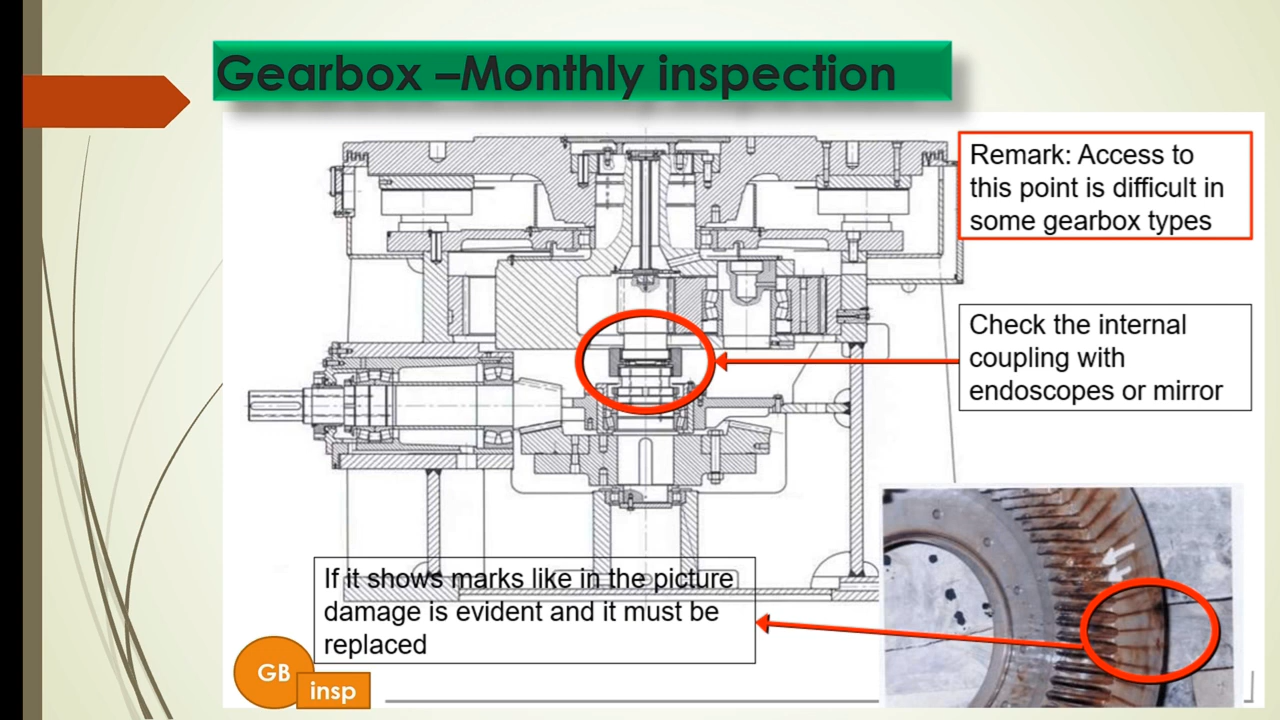 Gearbox –Monthly inspection
Remark: Access to
this point is difficult in
some gearbox types
Check the internal
coupling with
endoscopes or mirror
If it shows marks like in the picture
damage is evident and it must be
replaced
GB
insp